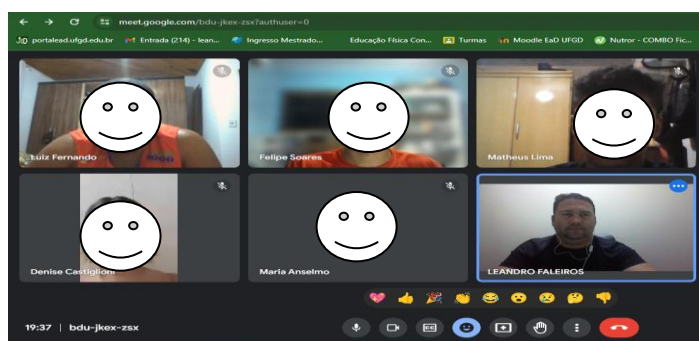 meet.google.com/bdu-jkex-zsx?authuser=0
portalead.ufgd.edu.br Entrada (214) - lean... Ingresso Mestrado... Educação Física Con... Turmas Moodle EaD UFGD Nutror - COMBO Fic...
Luiz Fernando Felipe Soares Matheus Lima
Denise Castiglioni Maria Anselmo LEANDRO FALEIROS
19:37 | bdu-jkex-zsx